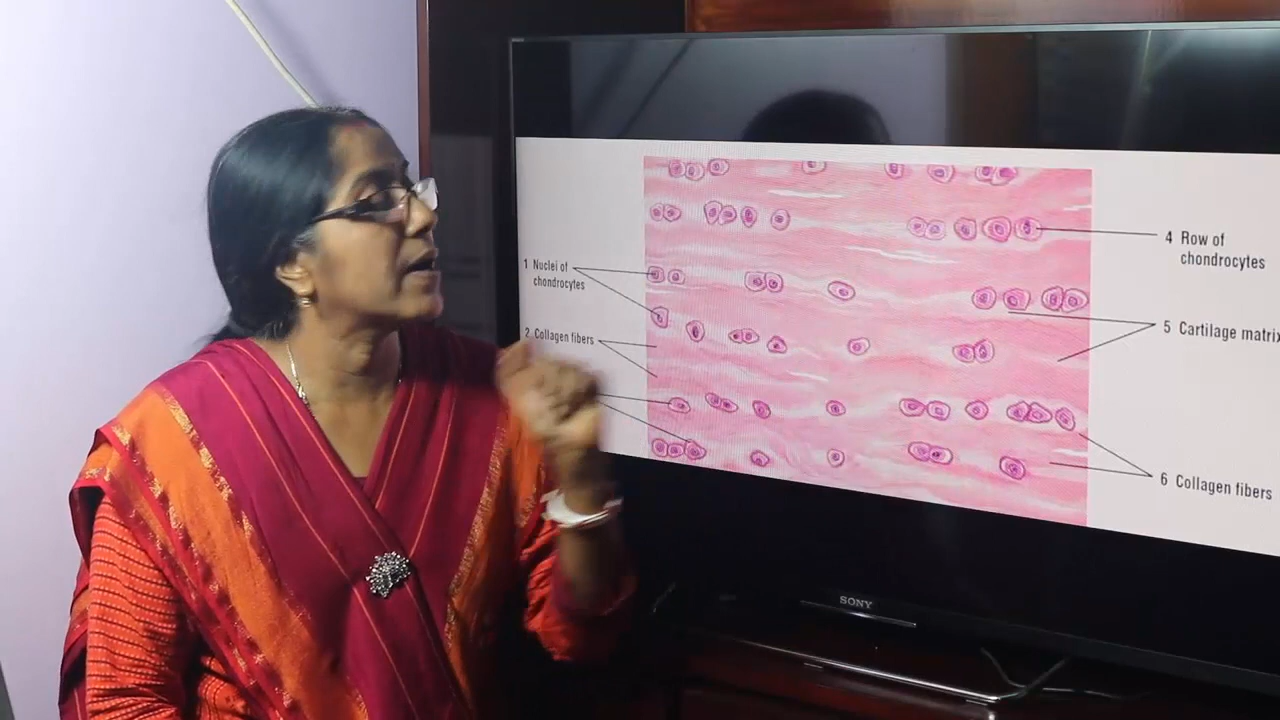 4 Row of
chondrocytes
1 Nuclei of
chondrocytes
2 Collagen fibers
5 Cartilage matrix
6 Collagen fibers
SONY